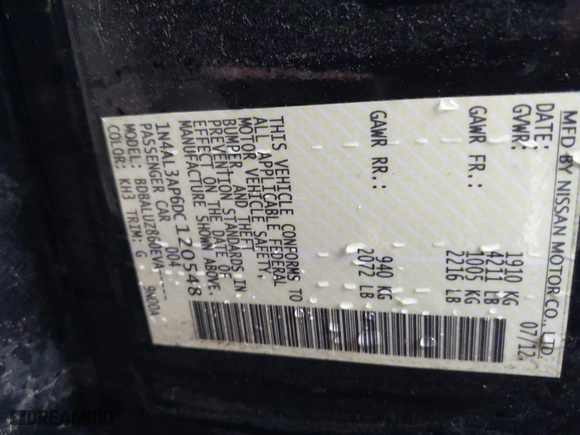 MFD BY NISSAN MOTOR CO., LTD.
DATE: 07/12
GVWR: 1910 KG
4211 LB
GAWR FR: 1005 KG
2216 LB
GAWR RR: 940 KG
2072 LB
THIS VEHICLE CONFORMS TO
ALL APPLICABLE FEDERAL
MOTOR VEHICLE SAFETY,
BUMPER, AND THEFT
PREVENTION STANDARDS IN
EFFECT ON THE DATE OF
MANUFACTURE SHOWN ABOVE.
1N4AL3AP6DC120548
PASSENGER CAR 004
MODEL: BDBALUZ860EVA----
COLOR: KH3 TRIM: G 9N00A
DREAMBID